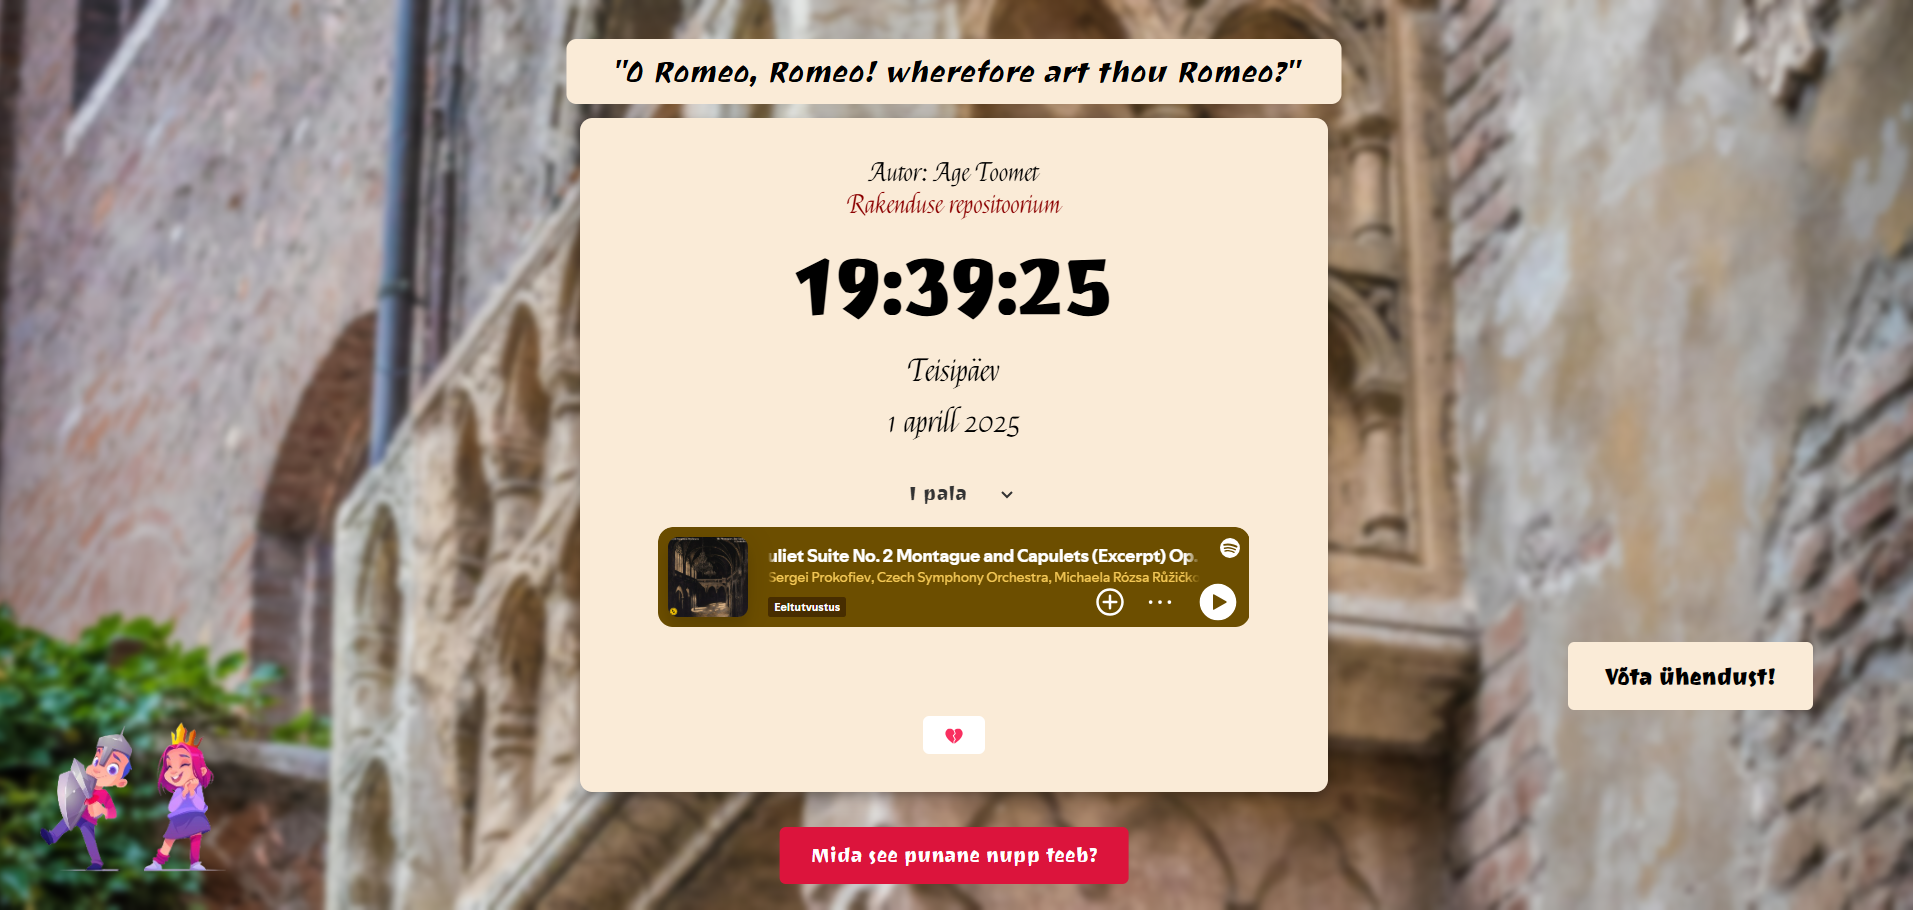 "O Romeo, Romeo! wherefore art thou Romeo?"
Autor: Age Toomet
Rakenduse repositoorium
19:39:25
Teisipäev
1 aprill 2025
I pala
uliet Suite No. 2 Montague and Capulets (Excerpt) Op.
Sergei Prokofiev, Czech Symphony Orchestra, Michaela Rózsa Růžičko
Eeltutvustus
Võta ühendust!
Mida see punane nupp teeb?